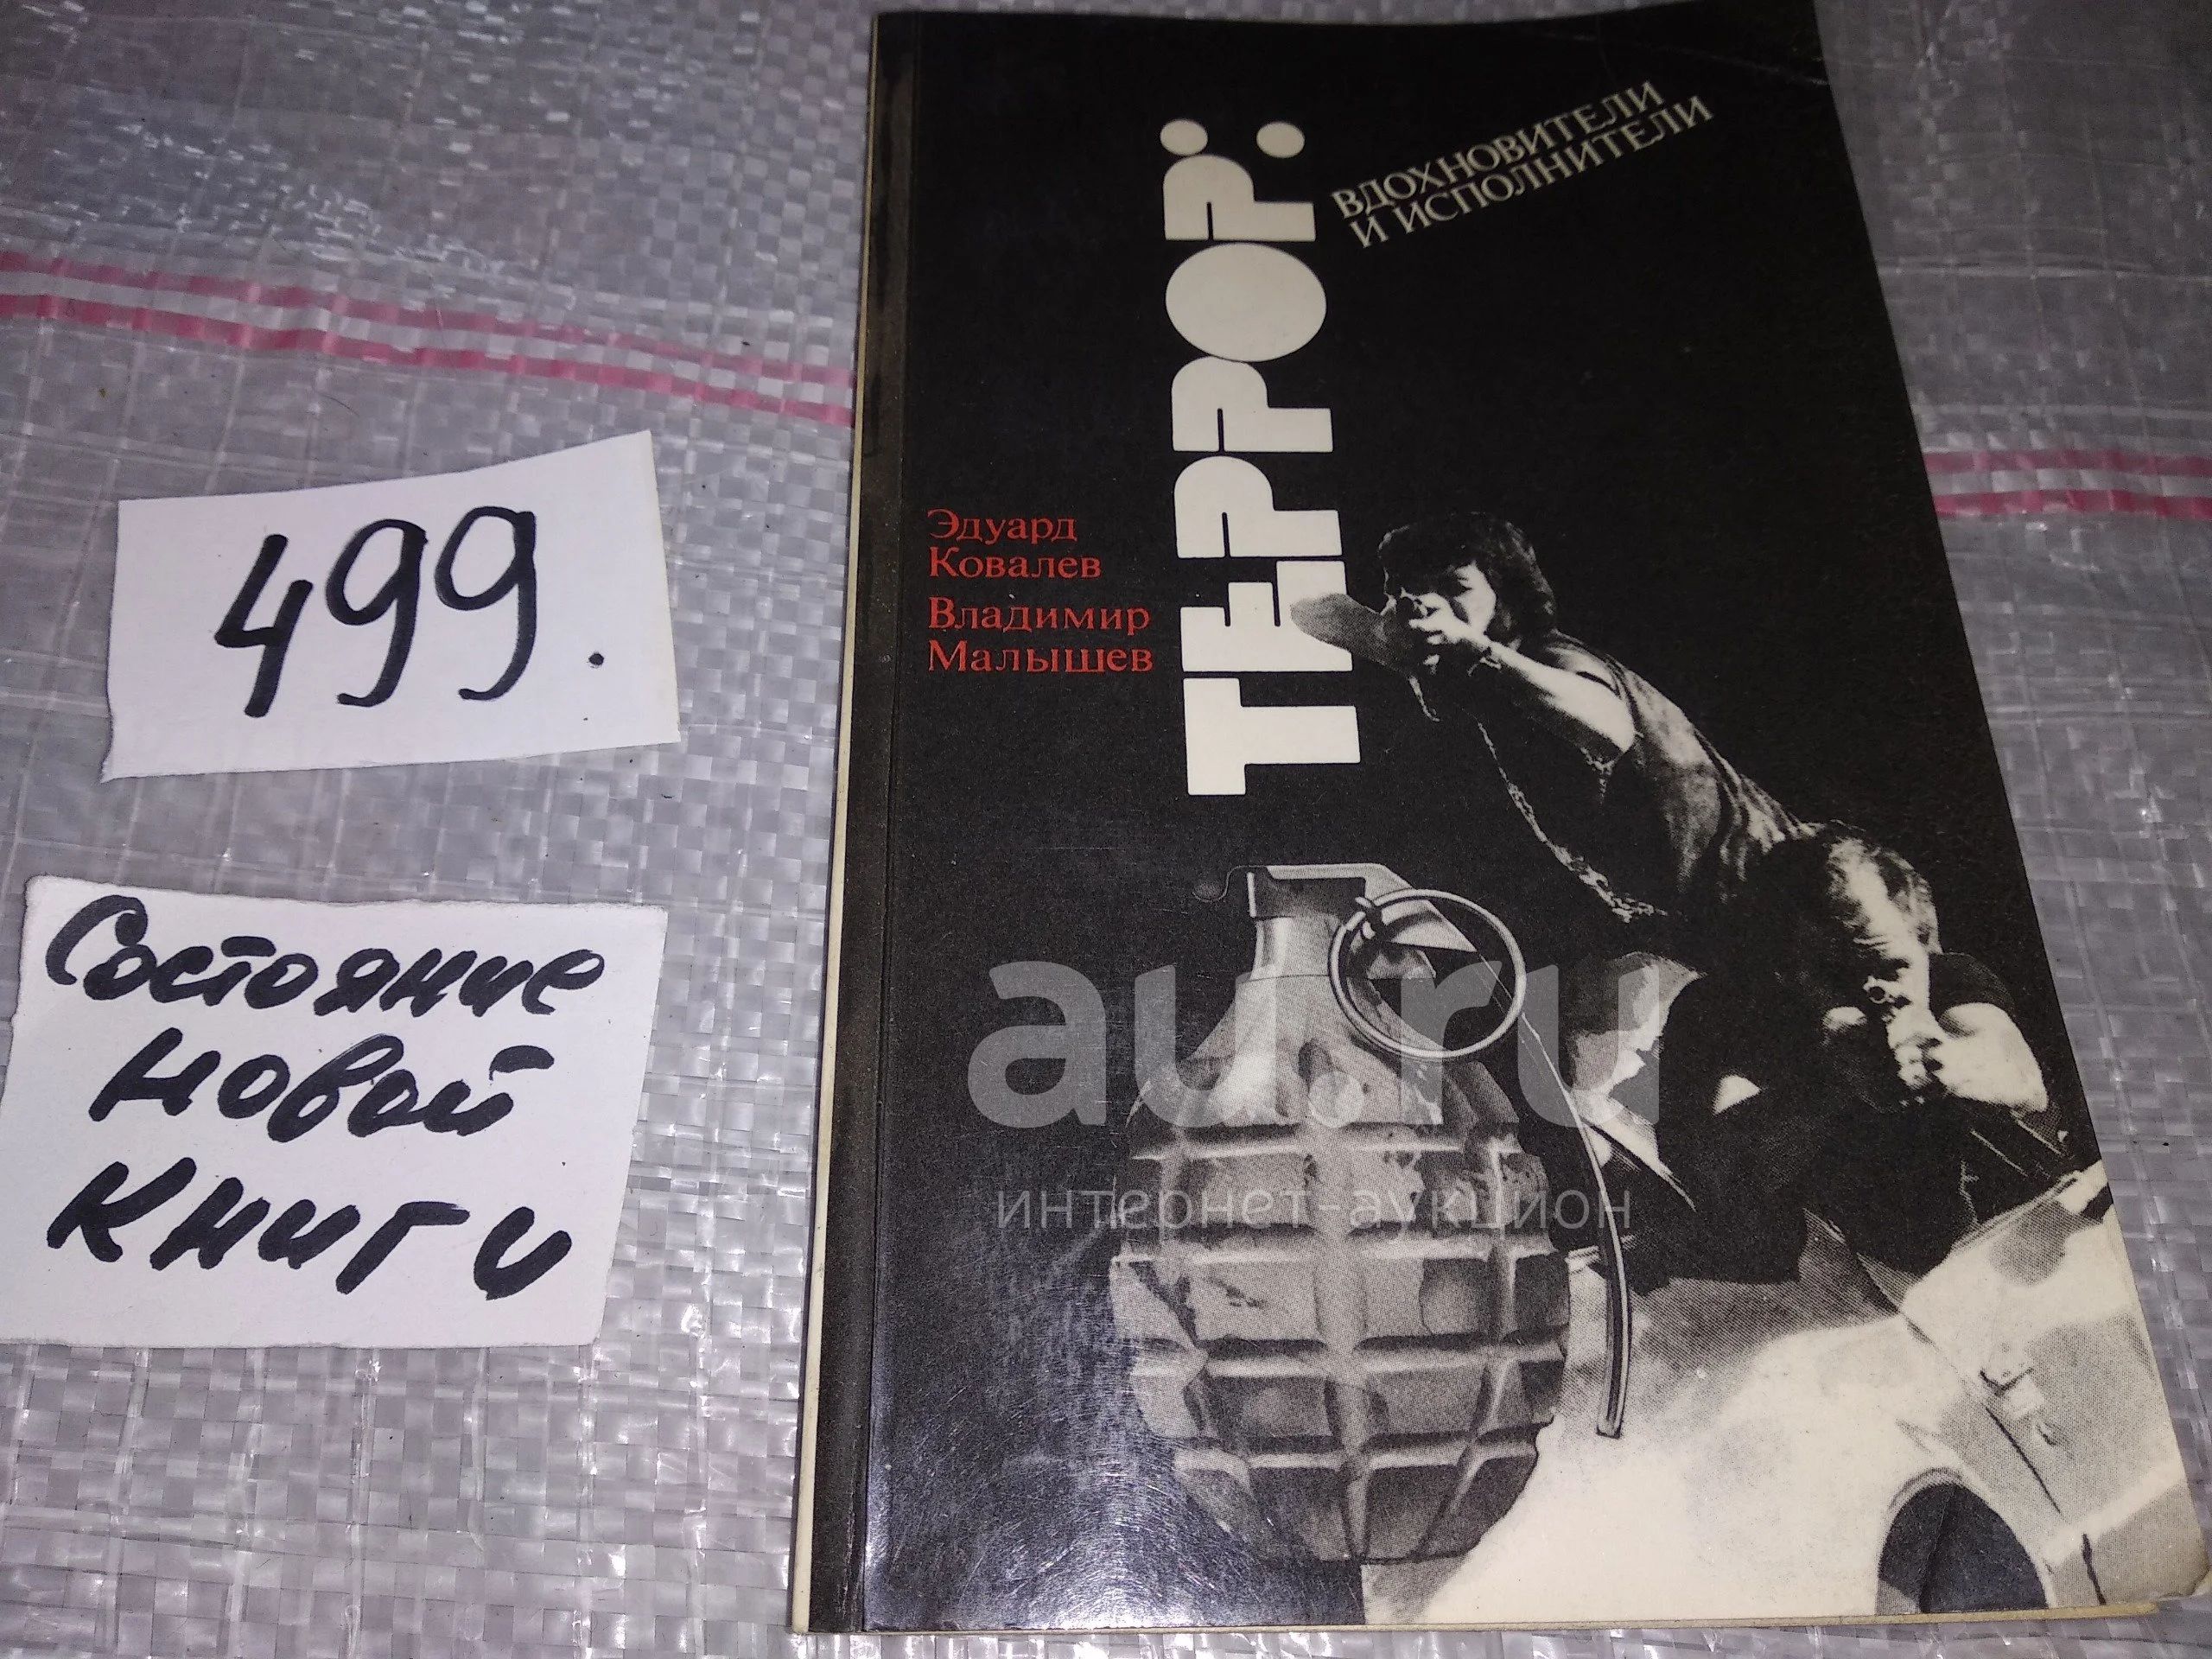 ТЕРРОР:
ВДОХНОВИТЕЛИ
И ИСПОЛНИТЕЛИ
Эдуард
Ковалев
Владимир
Малышев
499.
Состояние
новой
книги
au.ru
интернет-аукцион